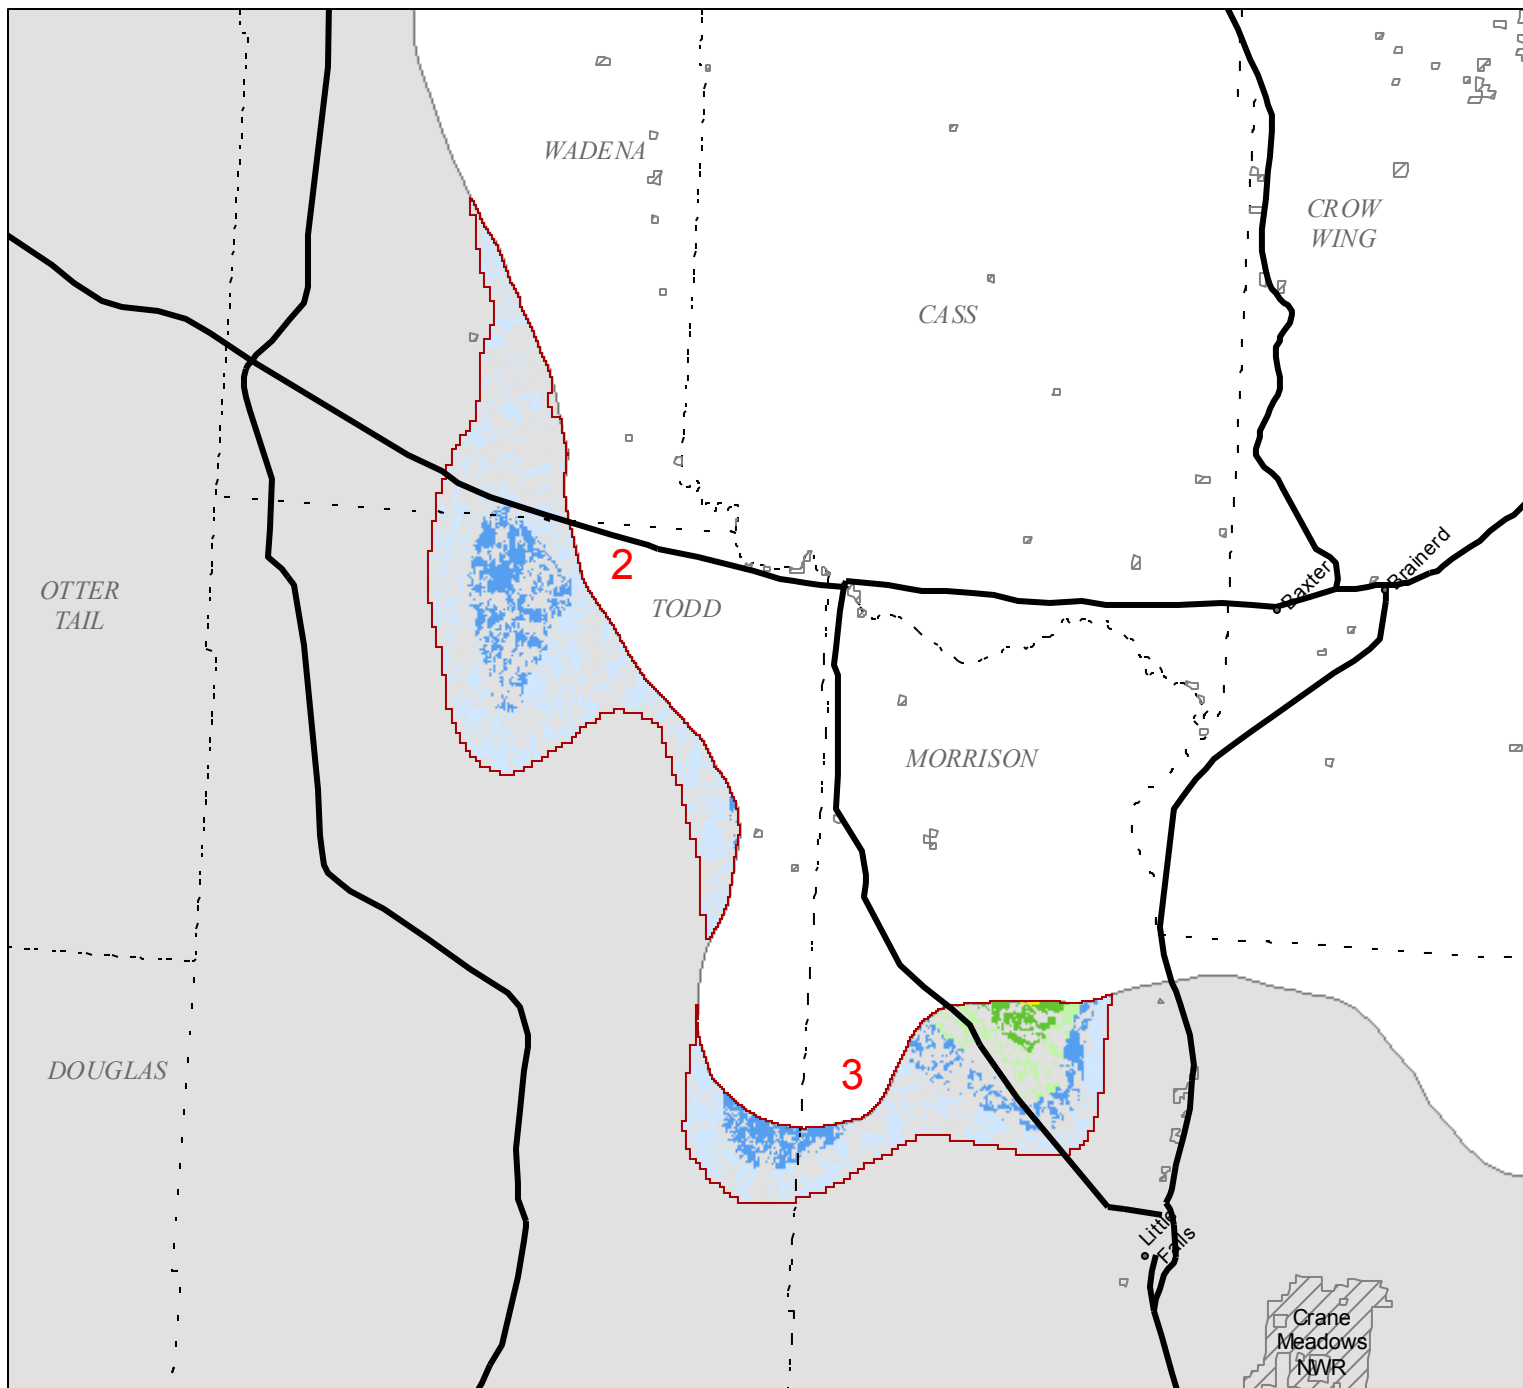 WADENA
CROW
WING
CASS
Brainerd
2
Baxter
OTTER
TAIL
TODD
MORRISON
DOUGLAS
3
Little
Falls
Crane
Meadows
NWR